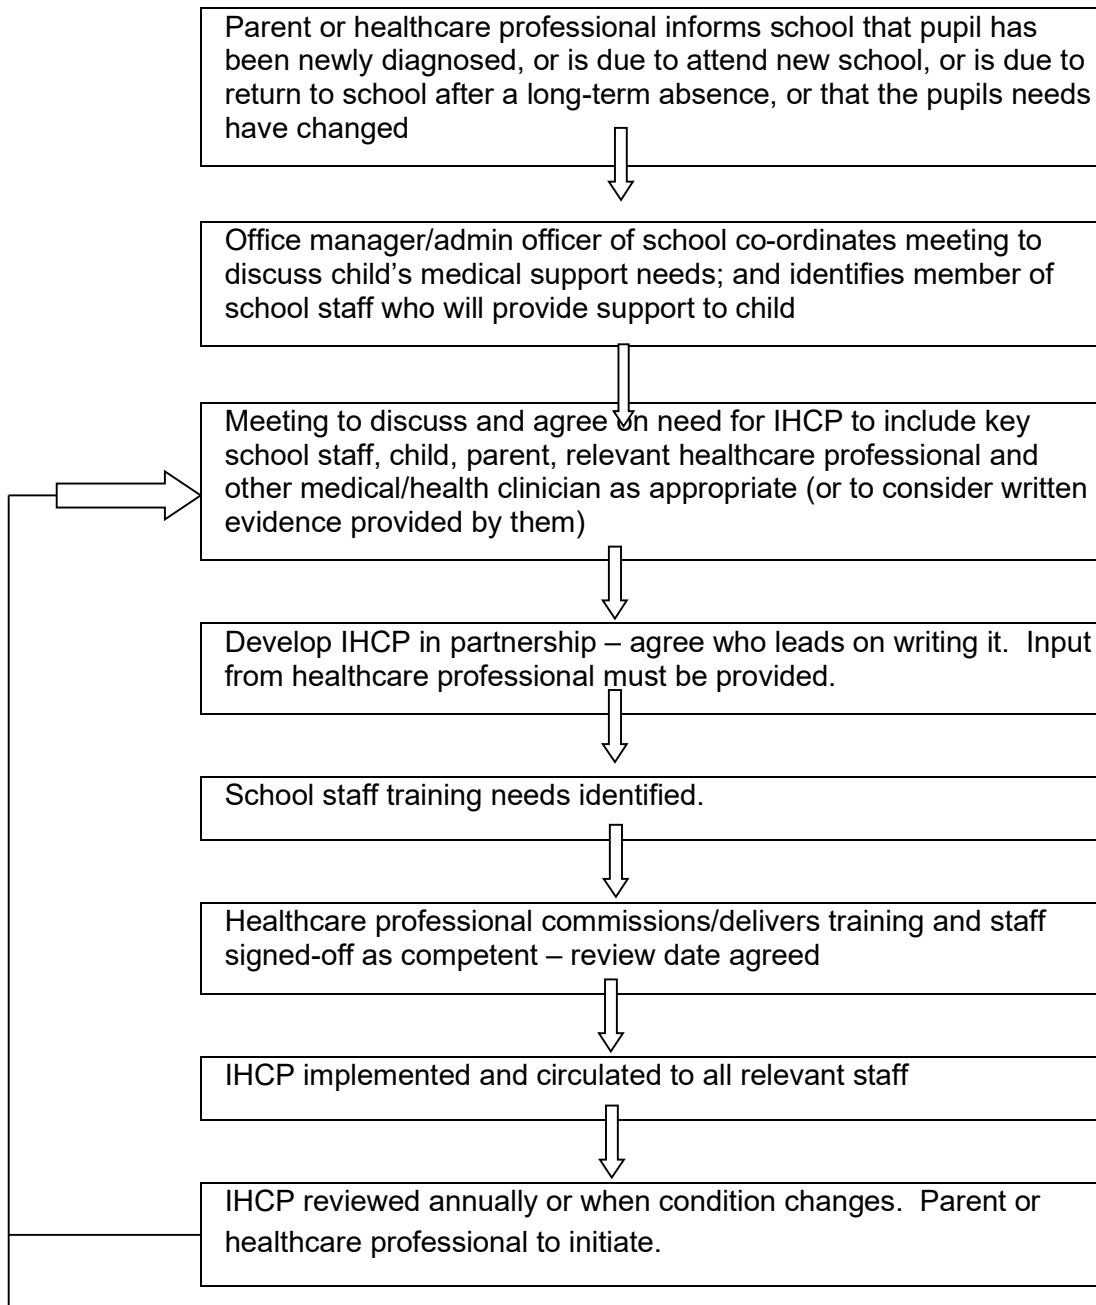 Parent or healthcare professional informs school that pupil has
been newly diagnosed, or is due to attend new school, or is due to
return to school after a long-term absence, or that the pupils needs
have changed
Office manager/admin officer of school co-ordinates meeting to
discuss child’s medical support needs; and identifies member of
school staff who will provide support to child
Meeting to discuss and agree on need for IHCP to include key
school staff, child, parent, relevant healthcare professional and
other medical/health clinician as appropriate (or to consider written
evidence provided by them)
Develop IHCP in partnership – agree who leads on writing it.  Input
from healthcare professional must be provided.
School staff training needs identified.
Healthcare professional commissions/delivers training and staff
signed-off as competent – review date agreed
IHCP implemented and circulated to all relevant staff
IHCP reviewed annually or when condition changes.  Parent or
healthcare professional to initiate.